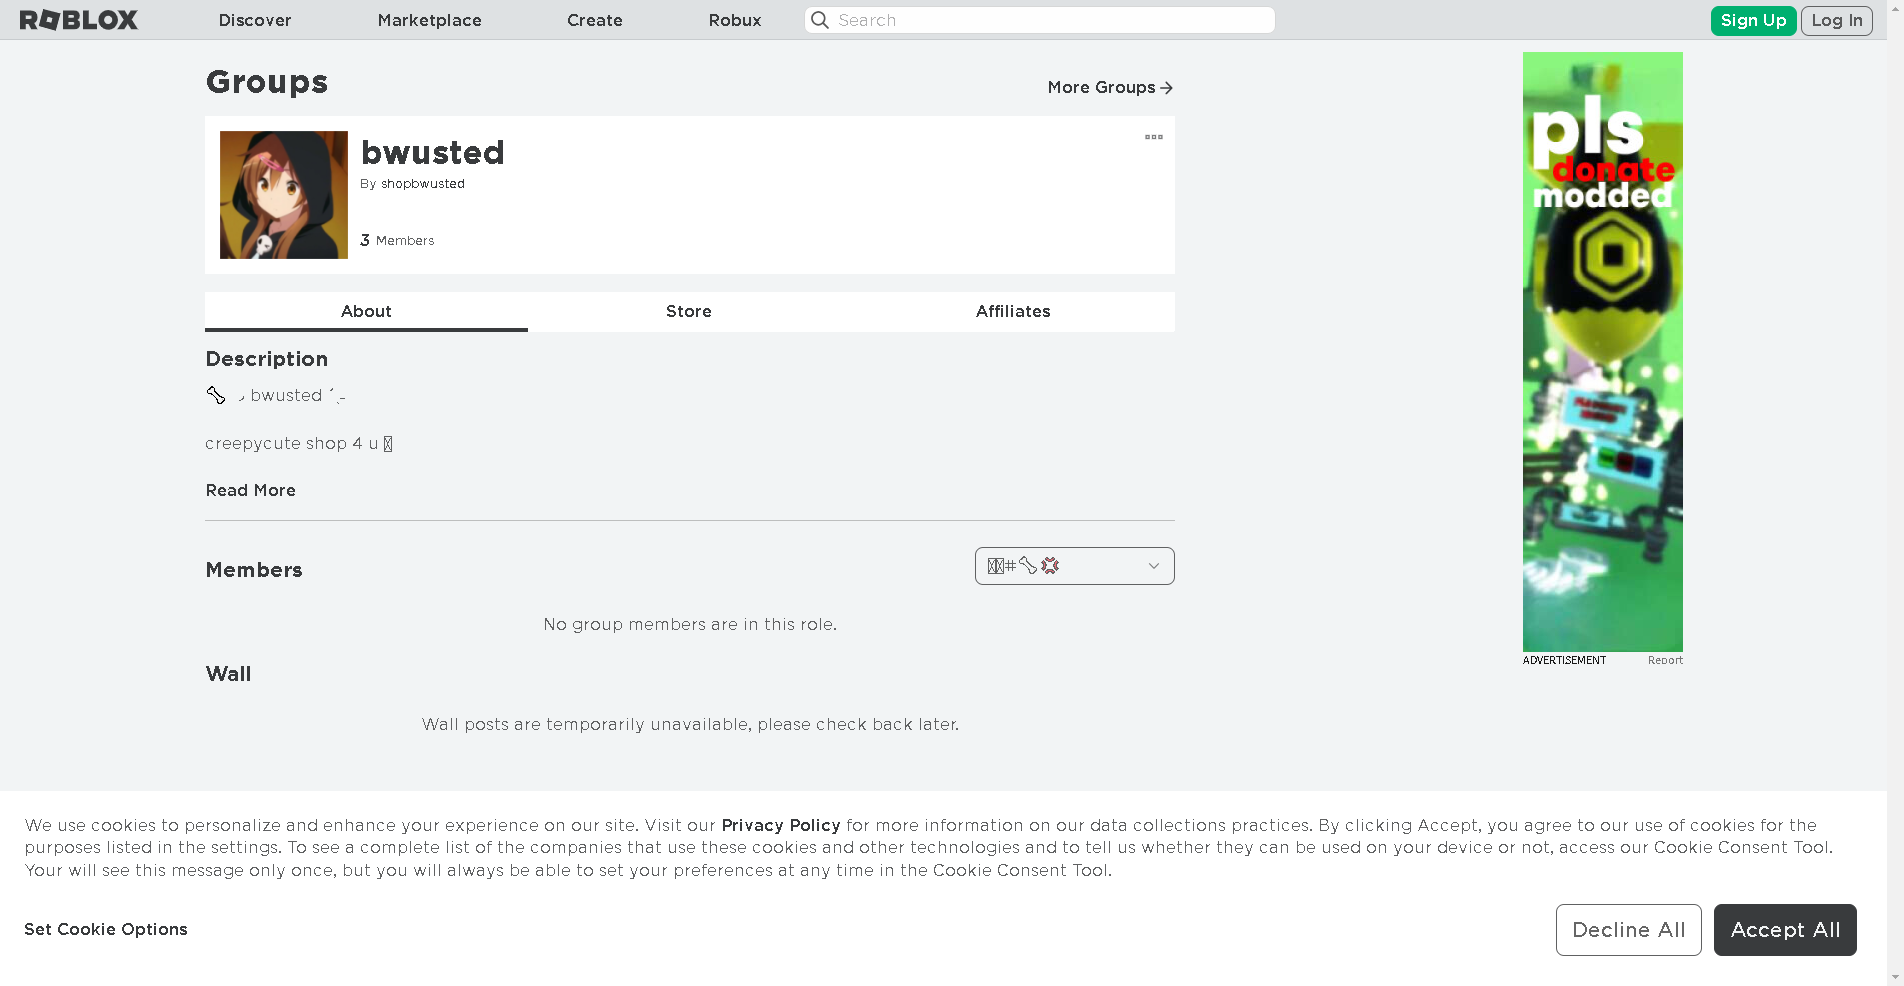 ROBLOX Discover Marketplace Create Robux Search Sign Up Log In
Groups
More Groups
bwusted
By shopbwusted
3 Members
About Store Affiliates
Description
🦴 bwusted
creepycute shop 4 u
Read More
Members
#🦴💢
No group members are in this role.
Wall
Wall posts are temporarily unavailable, please check back later.
pls
donate
modded
ADVERTISEMENT Report
We use cookies to personalize and enhance your experience on our site. Visit our Privacy Policy for more information on our data collections practices. By clicking Accept, you agree to our use of cookies for the
purposes listed in the settings. To see a complete list of the companies that use these cookies and other technologies and to tell us whether they can be used on your device or not, access our Cookie Consent Tool.
Your will see this message only once, but you will always be able to set your preferences at any time in the Cookie Consent Tool.
Set Cookie Options
Decline All Accept All